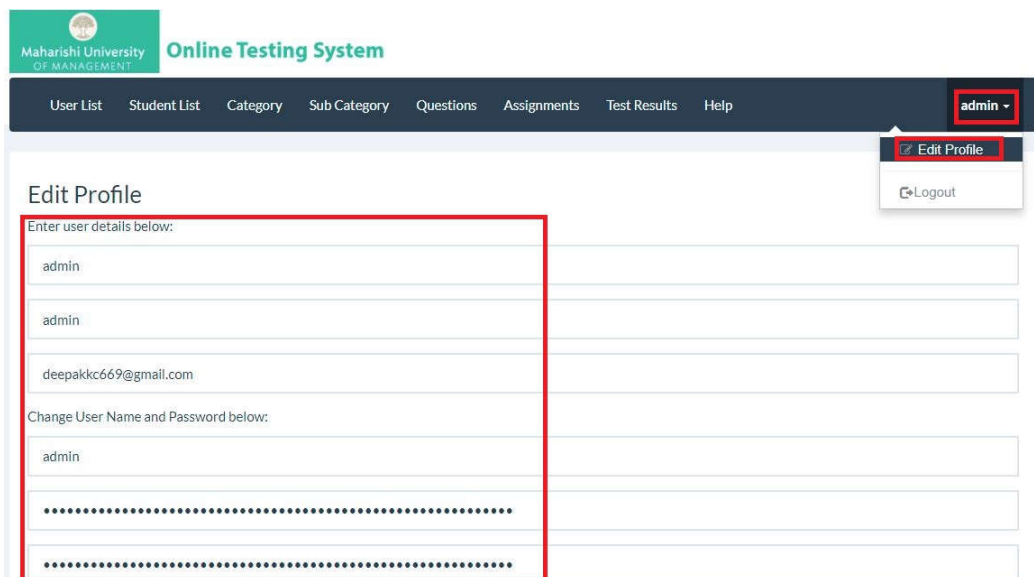 Maharishi University
OF MANAGEMENT
Online Testing System
User List Student List Category Sub Category Questions Assignments Test Results Help admin
Edit Profile
Logout
Edit Profile
Enter user details below:
admin
admin
deepakkc669@gmail.com
Change User Name and Password below:
admin